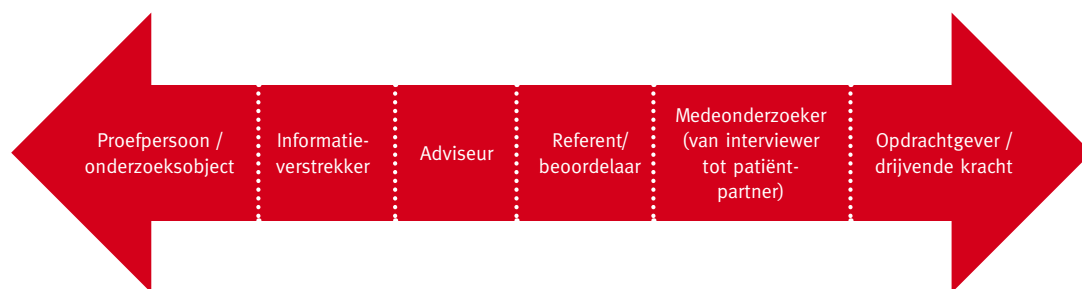 Proefpersoon /
onderzoeksobject
Informatie-
verstrekker
Adviseur
Referent/
beoordelaar
Medeonderzoeker
(van interviewer
tot patiënt-
partner)
Opdrachtgever /
drijvende kracht